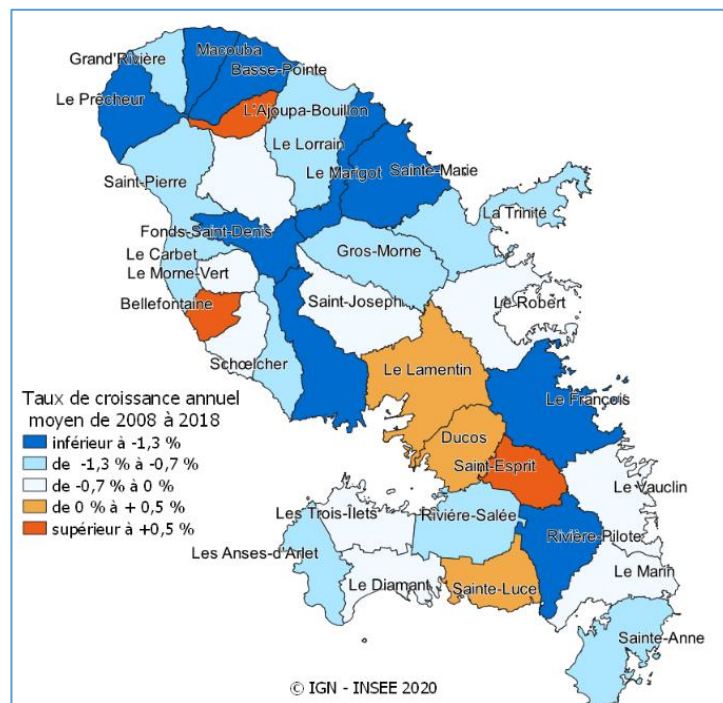 Grand'Rivière
Macouba
Basse-Pointe
Le Prêcheur
L'Ajoupa-Bouillon
Le Lorrain
Le Marigot
Sainte-Marie
Saint-Pierre
La Trinité
Fonds-Saint-Denis
Gros-Morne
Le Carbet
Le Morne-Vert
Bellefontaine
Saint-Joseph
Le Robert
Schœlcher
Le Lamentin
Le François
Taux de croissance annuel
moyen de 2008 à 2018
inférieur à -1,3 %
de -1,3 % à -0,7 %
de -0,7 % à 0 %
de 0 % à + 0,5 %
supérieur à +0,5 %
Ducos
Saint-Esprit
Le Vauclin
Les Trois-Îlets
Riviére-Salée
Rivière-Pilote
Les Anses-d'Arlet
Le Diamant
Sainte-Luce
Le Marin
Sainte-Anne
© IGN - INSEE 2020